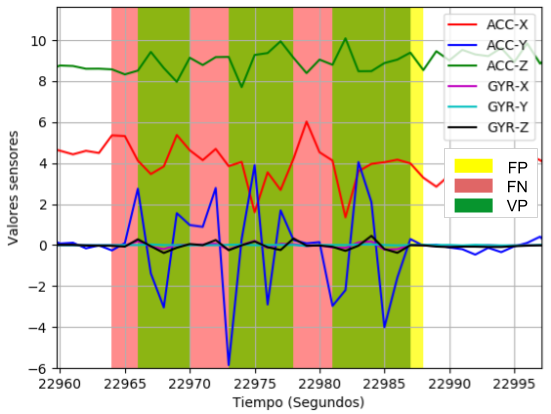 ACC-X
ACC-Y
ACC-Z
GYR-X
GYR-Y
GYR-Z
FP
FN
VP
Valores sensores
10
8
6
4
2
0
−2
−4
−6
22960 22965 22970 22975 22980 22985 22990 22995
Tiempo (Segundos)